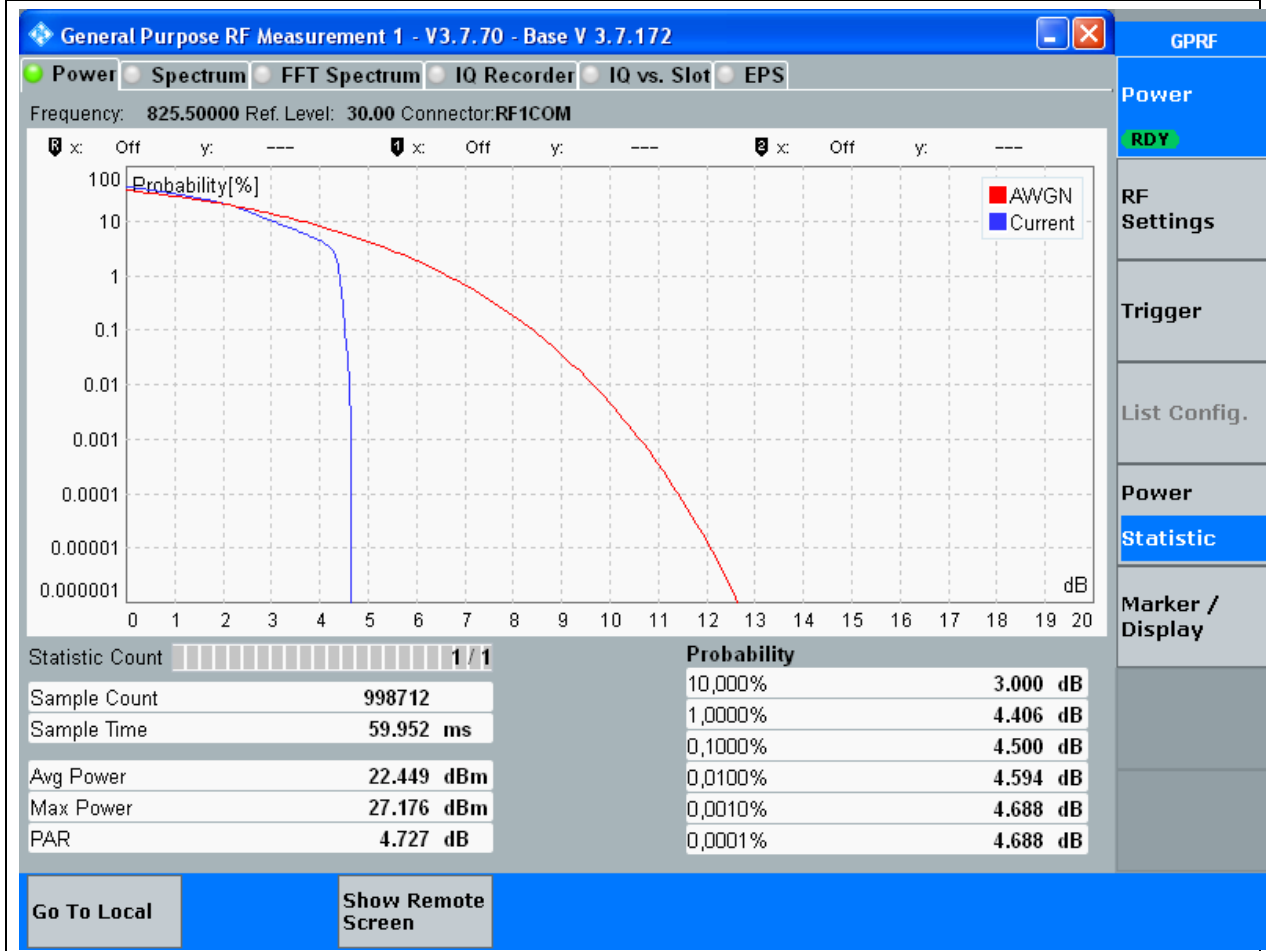 General Purpose RF Measurement 1 - V3.7.70 - Base V 3.7.172
Power Spectrum FFT Spectrum IQ Recorder IQ vs. Slot EPS
Frequency: 825.50000 Ref. Level: 30.00 Connector:RF1COM
R x: Off y: --- 1 x: Off y: --- 2 x: Off y: ---
Probability[%]
AWGN
Current
100
10
1
0.1
0.01
0.001
0.0001
0.00001
0.000001
dB
0 1 2 3 4 5 6 7 8 9 10 11 12 13 14 15 16 17 18 19 20
Statistic Count 1 / 1
Sample Count 998712
Sample Time 59.952 ms
Avg Power 22.449 dBm
Max Power 27.176 dBm
PAR 4.727 dB
Probability
10,000% 3.000 dB
1,0000% 4.406 dB
0,1000% 4.500 dB
0,0100% 4.594 dB
0,0010% 4.688 dB
0,0001% 4.688 dB
GPRF
Power
RDY
RF
Settings
Trigger
List Config.
Power
Statistic
Marker /
Display
Go To Local
Show Remote
Screen